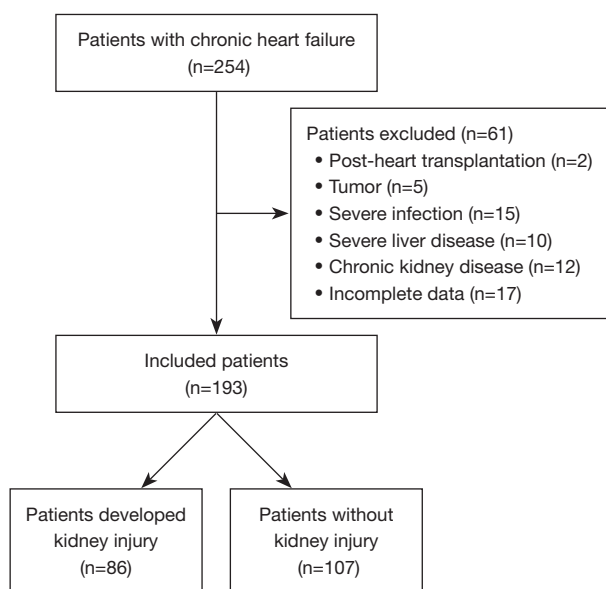 Patients with chronic heart failure
(n=254)
Patients excluded (n=61)
• Post-heart transplantation (n=2)
• Tumor (n=5)
• Severe infection (n=15)
• Severe liver disease (n=10)
• Chronic kidney disease (n=12)
• Incomplete data (n=17)
Included patients
(n=193)
Patients developed
kidney injury
(n=86)
Patients without
kidney injury
(n=107)